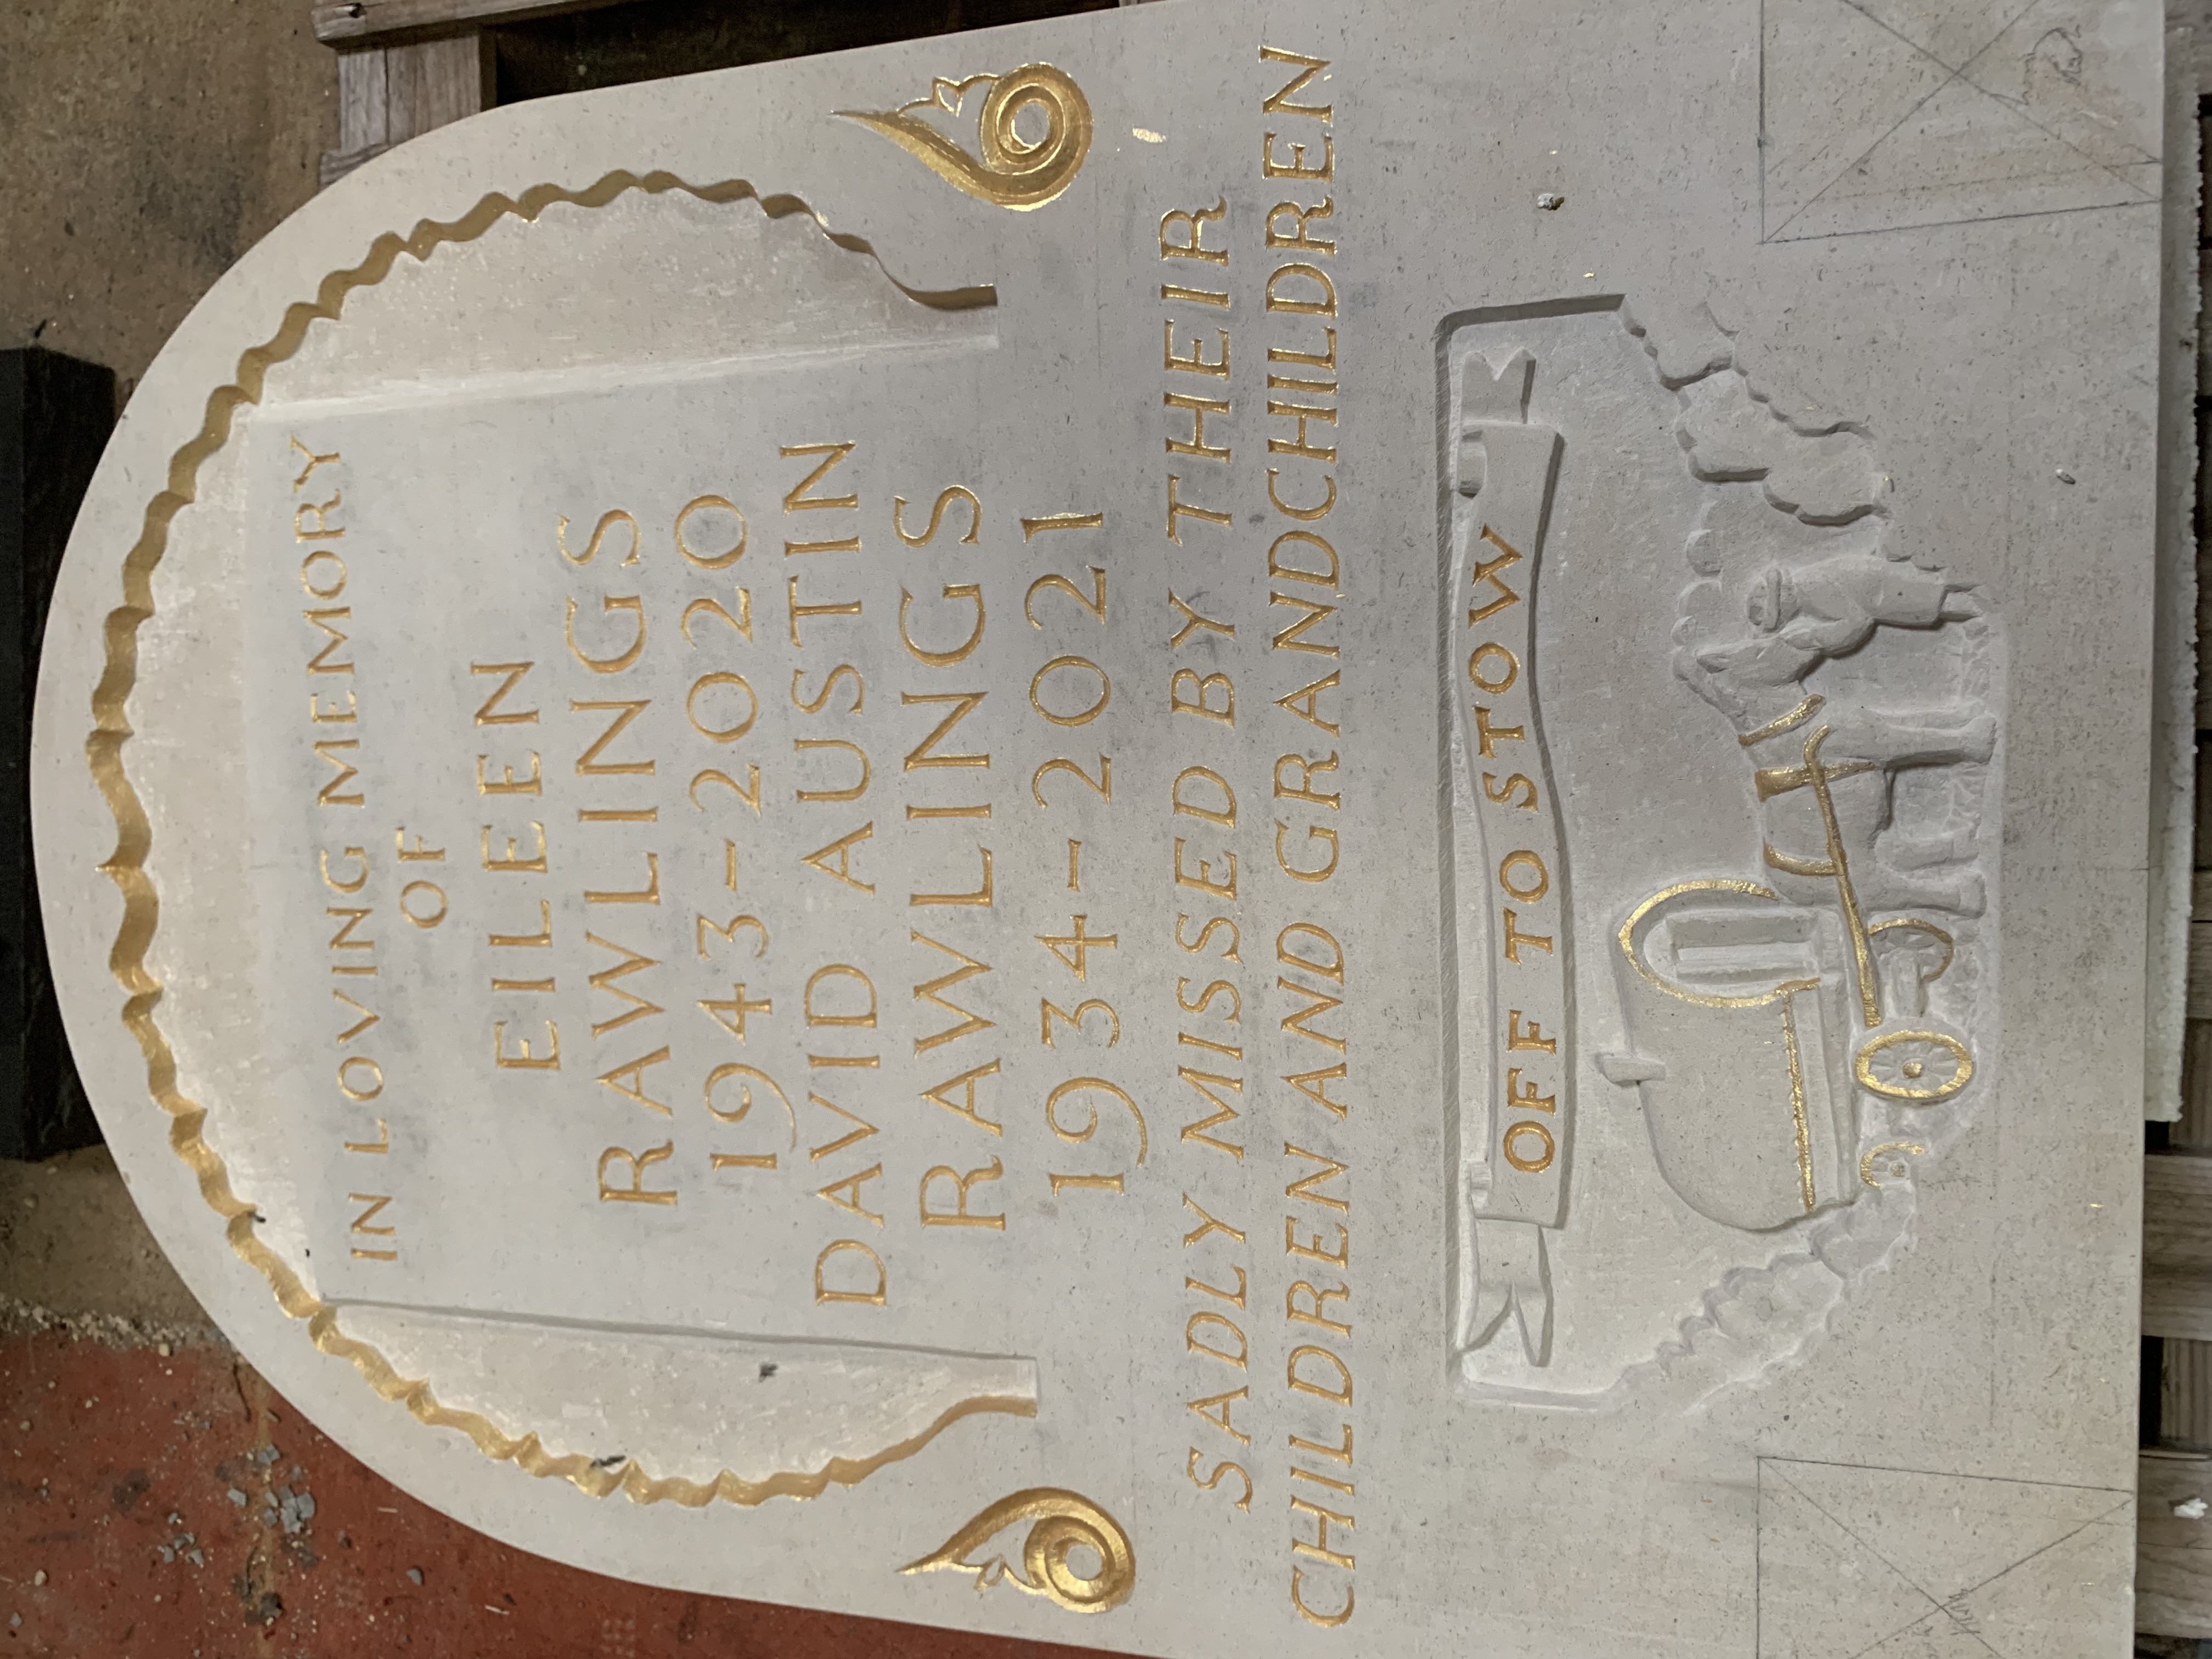 IN LOVING MEMORY
OF
EILEEN
RAWLINGS
1943-2020
DAVID AUSTIN
RAWLINGS
1934-2021
SADLY MISSED BY THEIR
CHILDREN AND GRANDCHILDREN
OFF TO STOW